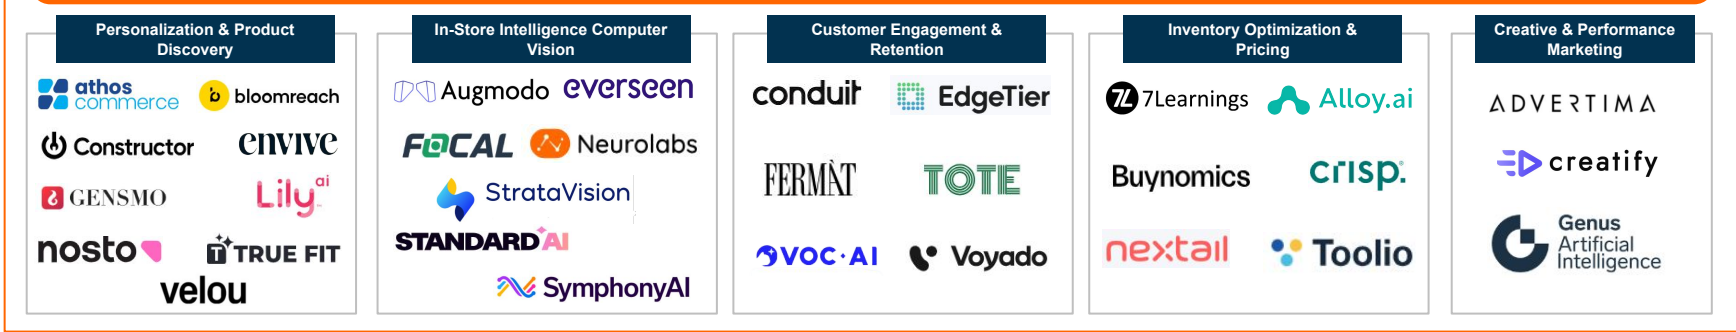 Personalization & Product
Discovery
athos
commerce
bloomreach
Constructor
envive
GENSMO
Lily ai
nosto
TRUE FIT
velou
In-Store Intelligence Computer
Vision
Augmodo
everseen
FOCAL
Neurolabs
StrataVision
STANDARD AI
SymphonyAI
Customer Engagement &
Retention
conduit
EdgeTier
FERMÀT
TOTE
VOC·AI
Voyado
Inventory Optimization &
Pricing
7L 7Learnings
Alloy.ai
Buynomics
crisp.
nextail
Toolio
Creative & Performance
Marketing
ADVERTIMA
creatify
Genus
Artificial
Intelligence